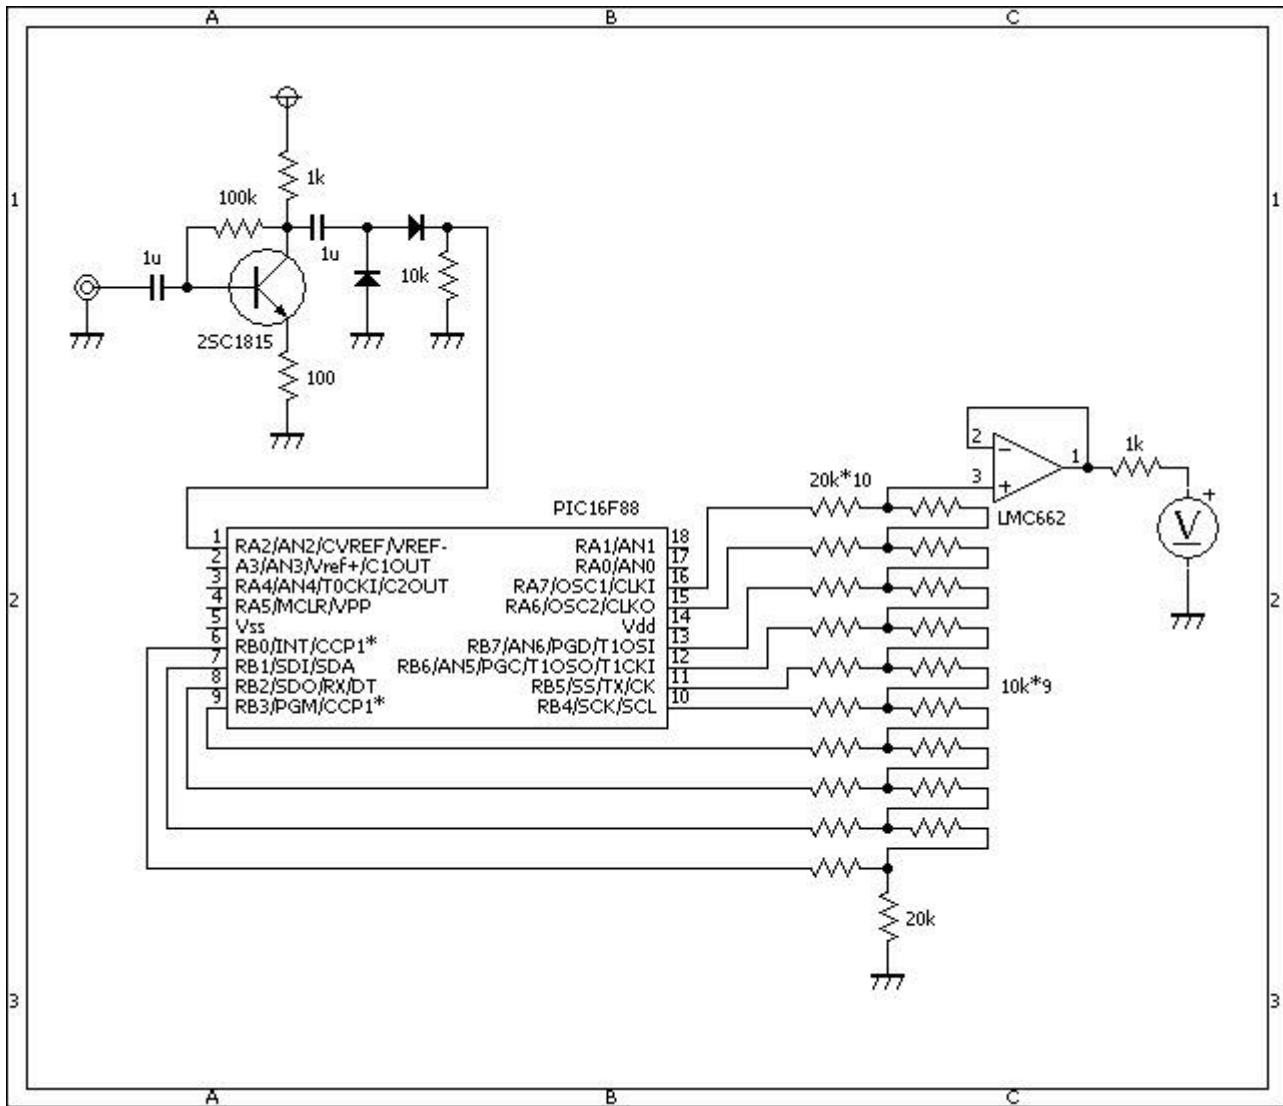 A B C
1 1
1k
100k
1u 1u
10k
2SC1815
100
2
1
3
1k
20k*10
LMC662
V
+
PIC16F88
1 RA2/AN2/CVREF/VREF- RA1/AN1 18
2 A3/AN3/Vref+/C1OUT RA0/AN0 17
3 RA4/AN4/T0CKI/C2OUT RA7/OSC1/CLKI 16
4 RA5/MCLR/VPP RA6/OSC2/CLKO 15
5 Vss Vdd 14
6 RB0/INT/CCP1* RB7/AN6/PGD/T1OSI 13
7 RB1/SDI/SDA RB6/AN5/PGC/T1OSO/T1CKI 12
8 RB2/SDO/RX/DT RB5/SS/TX/CK 11
9 RB3/PGM/CCP1* RB4/SCK/SCL 10
2 2
10k*9
20k
3 3
A B C